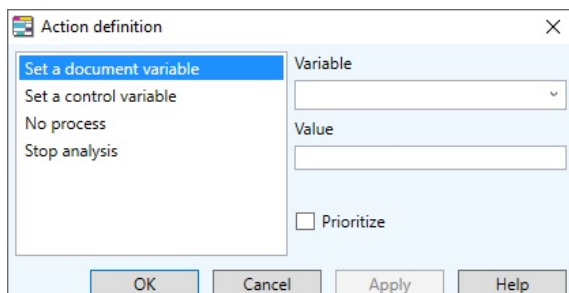 Action definition
Set a document variable
Set a control variable
No process
Stop analysis
Variable
Value
Prioritize
OK
Cancel
Apply
Help